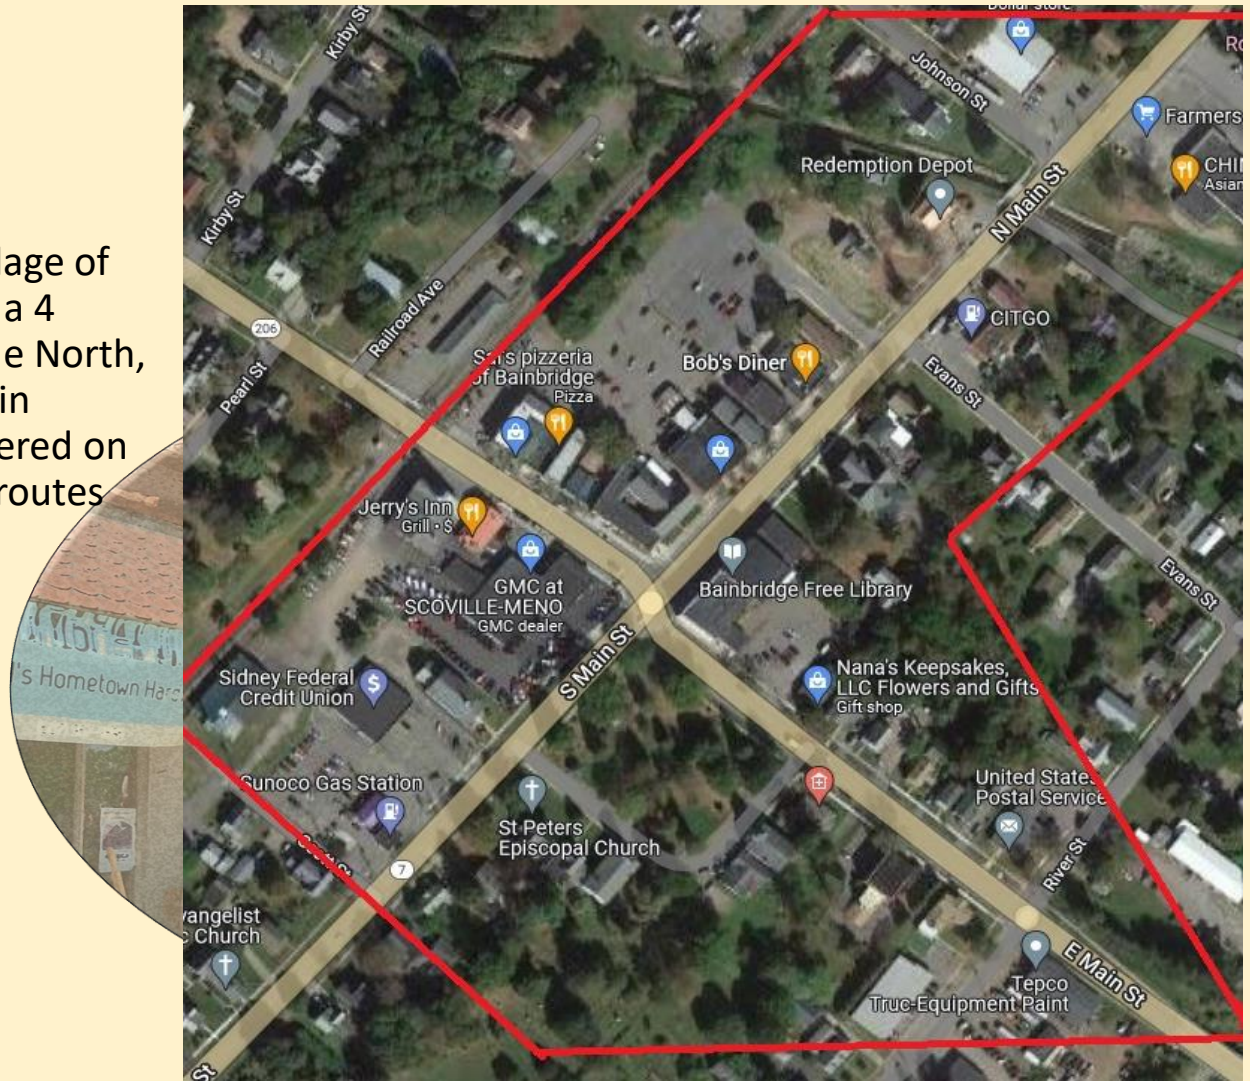 lage of
a 4
e North,
in
ered on
routes
's Hometown
Kirby St
Kirby St
Dollar store
Johnson St
Farmers
CHI
Asian
Redemption Depot
N Main St
206
Railroad Ave
Pearl St
Sal's pizzeria
of Bainbridge
Pizza
Bob's Diner
CITGO
Evans St
Evans St
Jerry's Inn
Grill • $
GMC at
SCOVILLE-MENO
GMC dealer
Bainbridge Free Library
S Main St
Sidney Federal
Credit Union
Nana's Keepsakes,
LLC Flowers and Gifts
Gift shop
Sunoco Gas Station
St Peters
Episcopal Church
United States
Postal Service
River St
7
vangelist
c Church
Tepco
Truc-Equipment Paint
E Main St
St